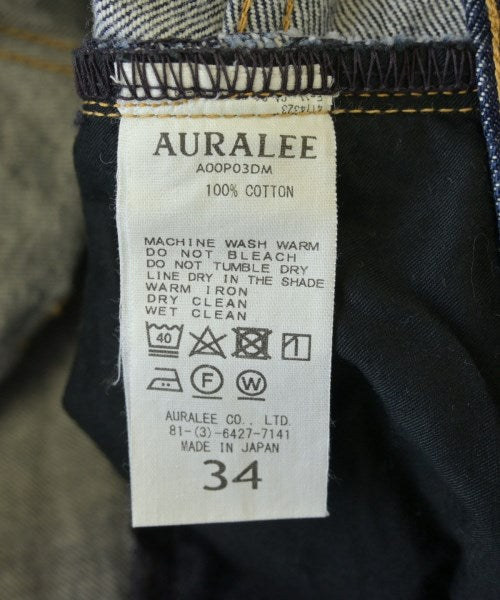 AURALEE
A00P03DM
100% COTTON
MACHINE WASH WARM
DO NOT BLEACH
DO NOT TUMBLE DRY
LINE DRY IN THE SHADE
WARM IRON
DRY CLEAN
WET CLEAN
40
F W
AURALEE CO., LTD.
81-(3)-6427-7141
MADE IN JAPAN
34